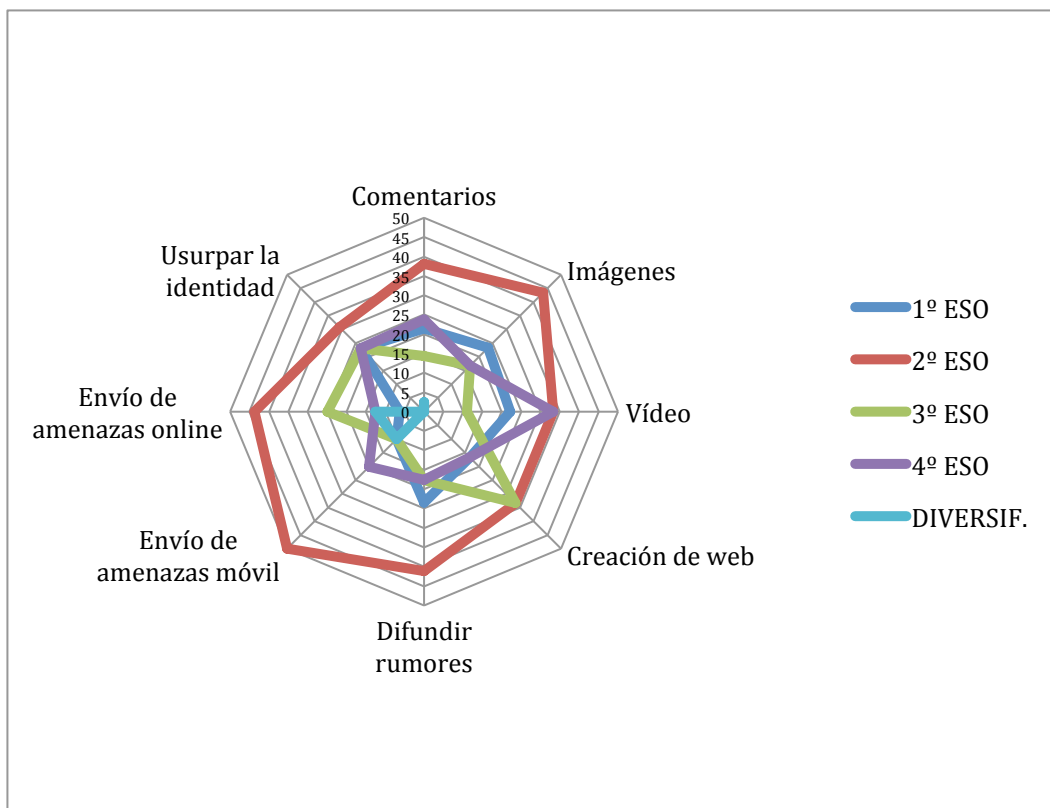 Comentarios
50
45
40
35
30
25
20
15
10
5
0
Imágenes
Vídeo
Creación de web
Difundir
rumores
Envío de
amenazas móvil
Envío de
amenazas online
Usurpar la
identidad
1º ESO
2º ESO
3º ESO
4º ESO
DIVERSIF.